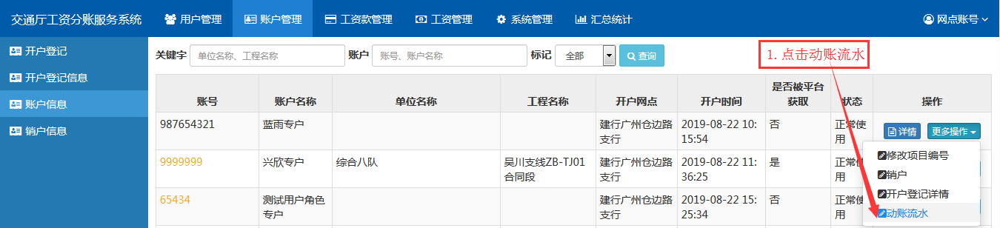 交通厅工资分账服务系统 用户管理 账户管理 工资款管理 工资管理 系统管理 汇总统计 网点账号
开户登记
开户登记信息
账户信息
销户信息
关键字 单位名称、工程名称 账户 账号、账户名称 标记 全部 查询
1. 点击动账流水
账号 账户名称 单位名称 工程名称 开户网点 开户时间 是否被平台
获取 状态 操作
987654321 蓝雨专户 建行广州仓边路
支行 2019-08-22 10:
15:54 否 正常使
用 详情 更多操作
9999999 兴欣专户 综合八队 吴川支线ZB-TJ01
合同段 建行广州仓边路
支行 2019-08-22 11:
36:25 是 正常使
用
65434 测试用户角色
专户 建行广州仓边路
支行 2019-08-22 15:
25:34 否 正常使
用
修改项目编号
销户
开户登记详情
动账流水